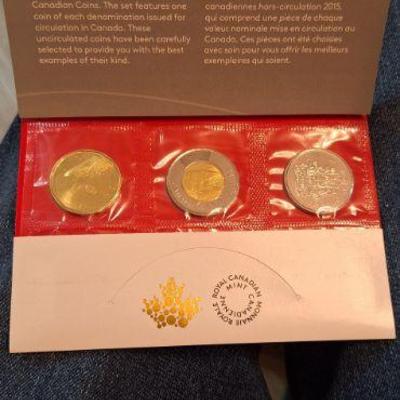 Canadian Coins. The set features one
coin of each denomination issued for
circulation in Canada. These
uncirculated coins have been carefully
selected to provide you with the best
examples of their kind.
canadiennes hors-circulation 2015,
qui comprend une pièce de chaque
valeur nominale mise en circulation au
Canada. Ces pièces ont été choisies
avec soin pour vous offrir les meilleurs
exemplaires qui soient.
ROYAL CANADIAN MINT
MONNAIE ROYALE CANADIENNE